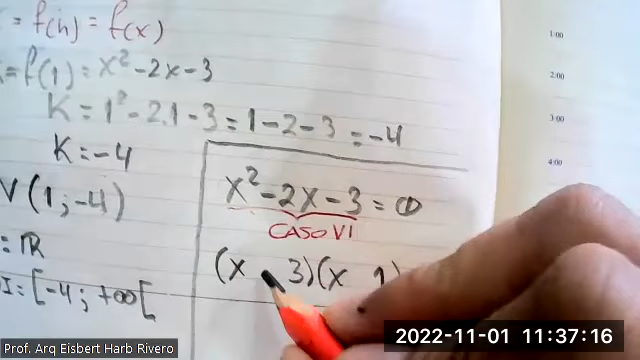 = f(h) = f(x)
= f(1) = x² - 2x - 3
K = 1² - 2.1 - 3 = 1 - 2 - 3 = -4
K = -4
V (1 ; -4)
= ℝ
I = [-4 ; +∞[
x² - 2x - 3 = 0
CASO VI
(x 3)(x 1)
1:00
2:00
3:00
4:00
Prof. Arq Eisbert Harb Rivero
2022-11-01 11:37:16